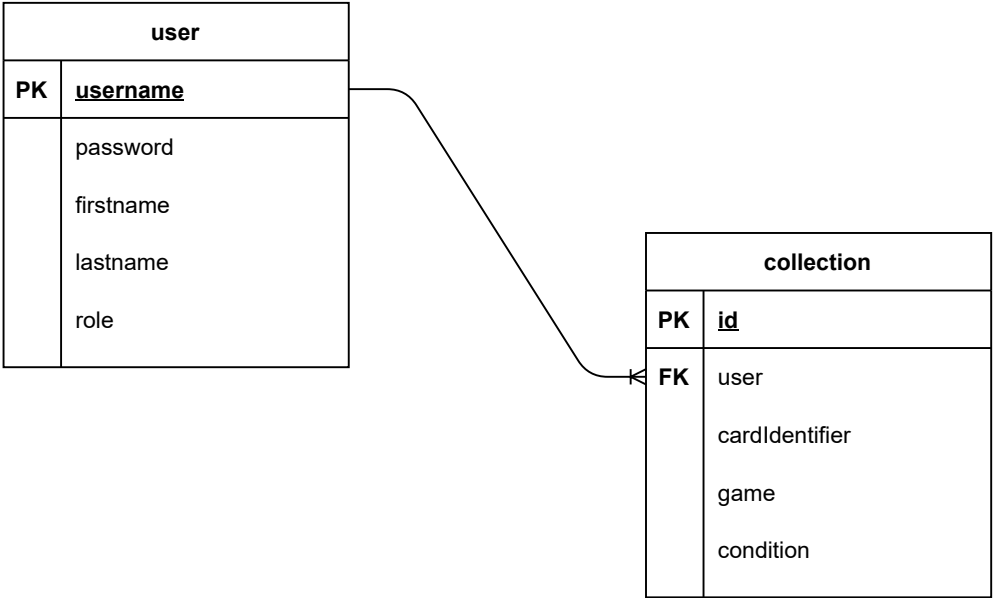 user
PK username
password
firstname
lastname
role
collection
PK id
FK user
cardIdentifier
game
condition